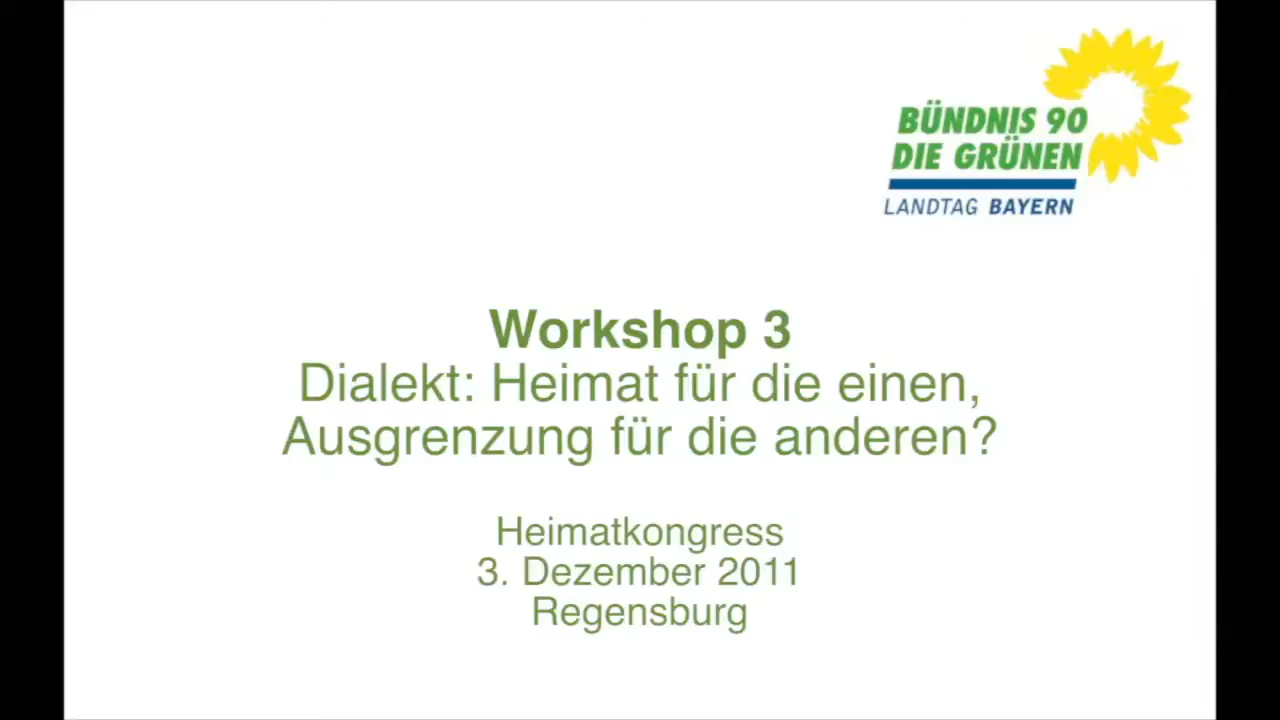 BÜNDNIS 90
DIE GRÜNEN
LANDTAG BAYERN
Workshop 3
Dialekt: Heimat für die einen,
Ausgrenzung für die anderen?
Heimatkongress
3. Dezember 2011
Regensburg